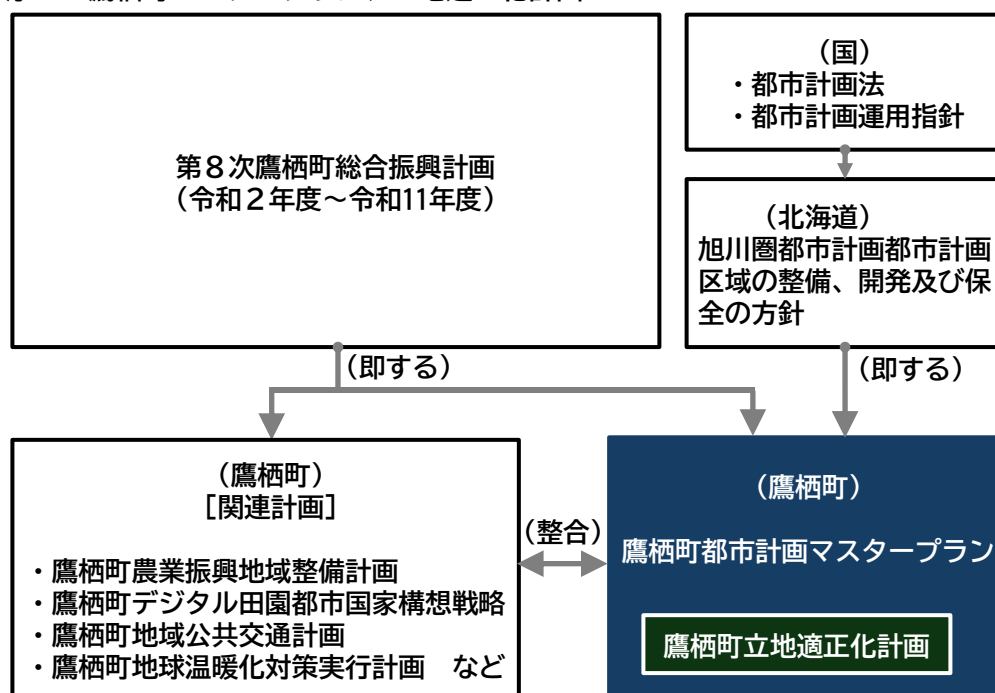 第８次鷹栖町総合振興計画
（令和２年度～令和11年度）
（国）
・都市計画法
・都市計画運用指針
（北海道）
旭川圏都市計画都市計画
区域の整備、開発及び保
全の方針
（即する）
（即する）
（鷹栖町）
［関連計画］
・鷹栖町農業振興地域整備計画
・鷹栖町デジタル田園都市国家構想戦略
・鷹栖町地域公共交通計画
・鷹栖町地球温暖化対策実行計画　など
（整合）
（鷹栖町）
鷹栖町都市計画マスタープラン
鷹栖町立地適正化計画